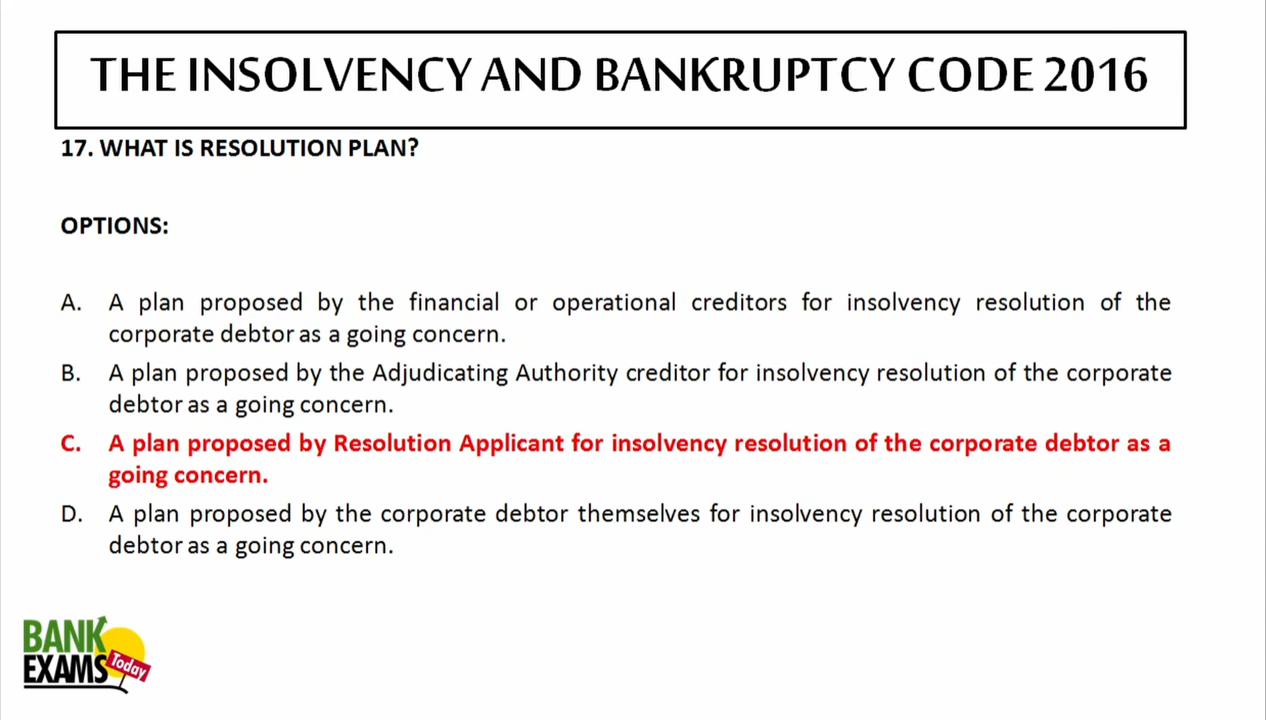 THE INSOLVENCY AND BANKRUPTCY CODE 2016
17. WHAT IS RESOLUTION PLAN?
OPTIONS:
A. A plan proposed by the financial or operational creditors for insolvency resolution of the
corporate debtor as a going concern.
B. A plan proposed by the Adjudicating Authority creditor for insolvency resolution of the corporate
debtor as a going concern.
C. A plan proposed by Resolution Applicant for insolvency resolution of the corporate debtor as a
going concern.
D. A plan proposed by the corporate debtor themselves for insolvency resolution of the corporate
debtor as a going concern.
BANK
EXAMS Today